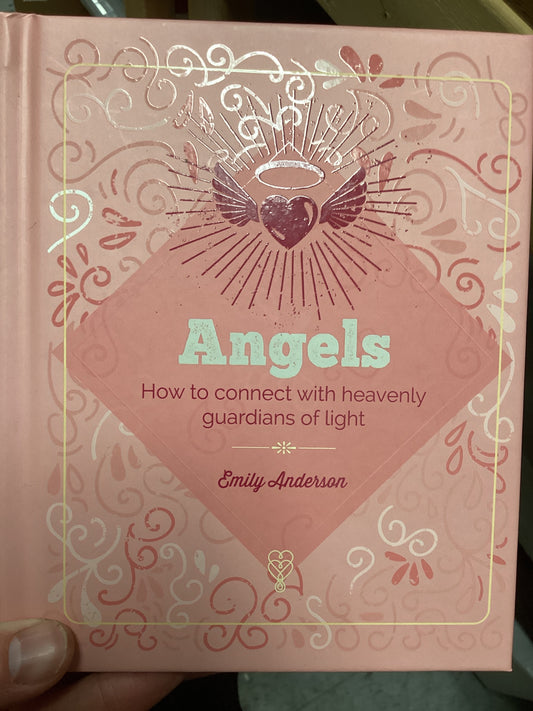 Angels
How to connect with heavenly
guardians of light
Emily Anderson